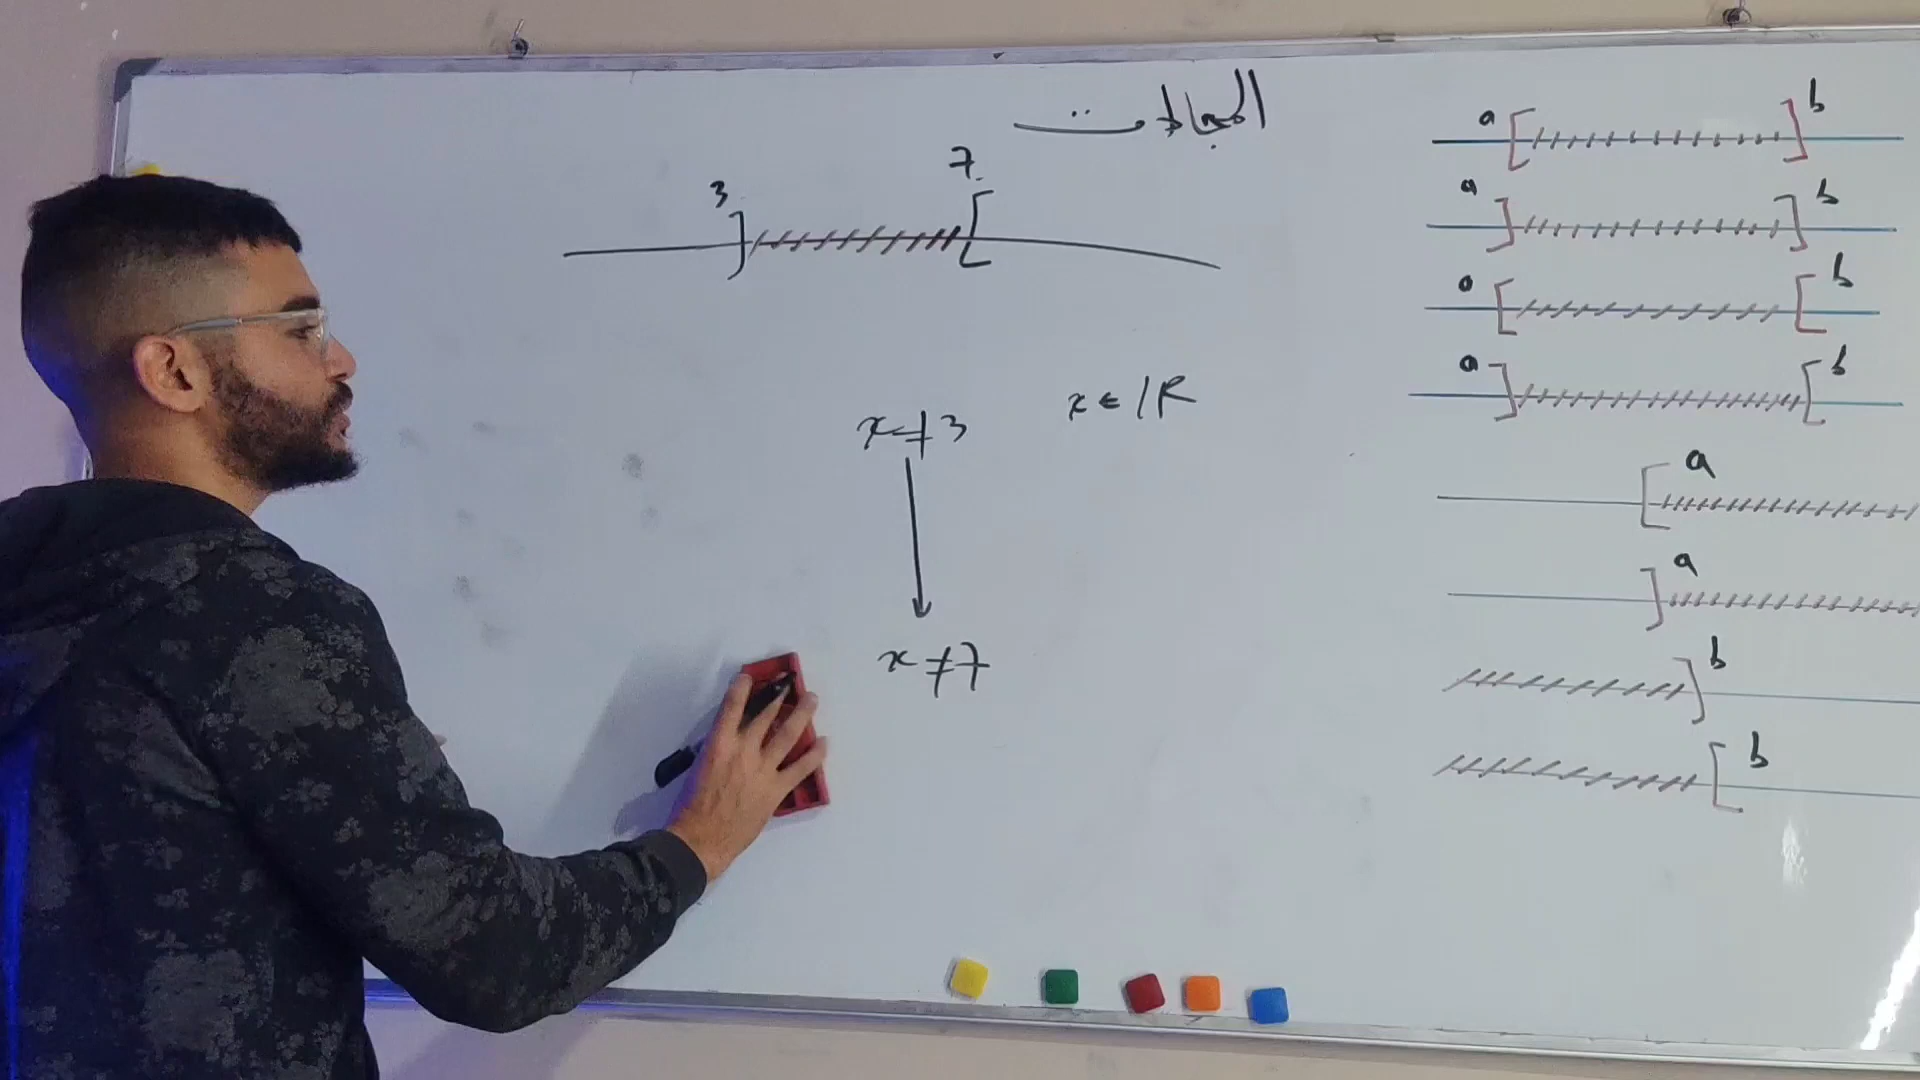 المجالات
3 ] [ 7
x ≠ 3
x ∈ IR
x ≠ 7
a [ ] b
a ] ] b
a [ [ b
a ] [ b
[ a
] a
] b
[ b